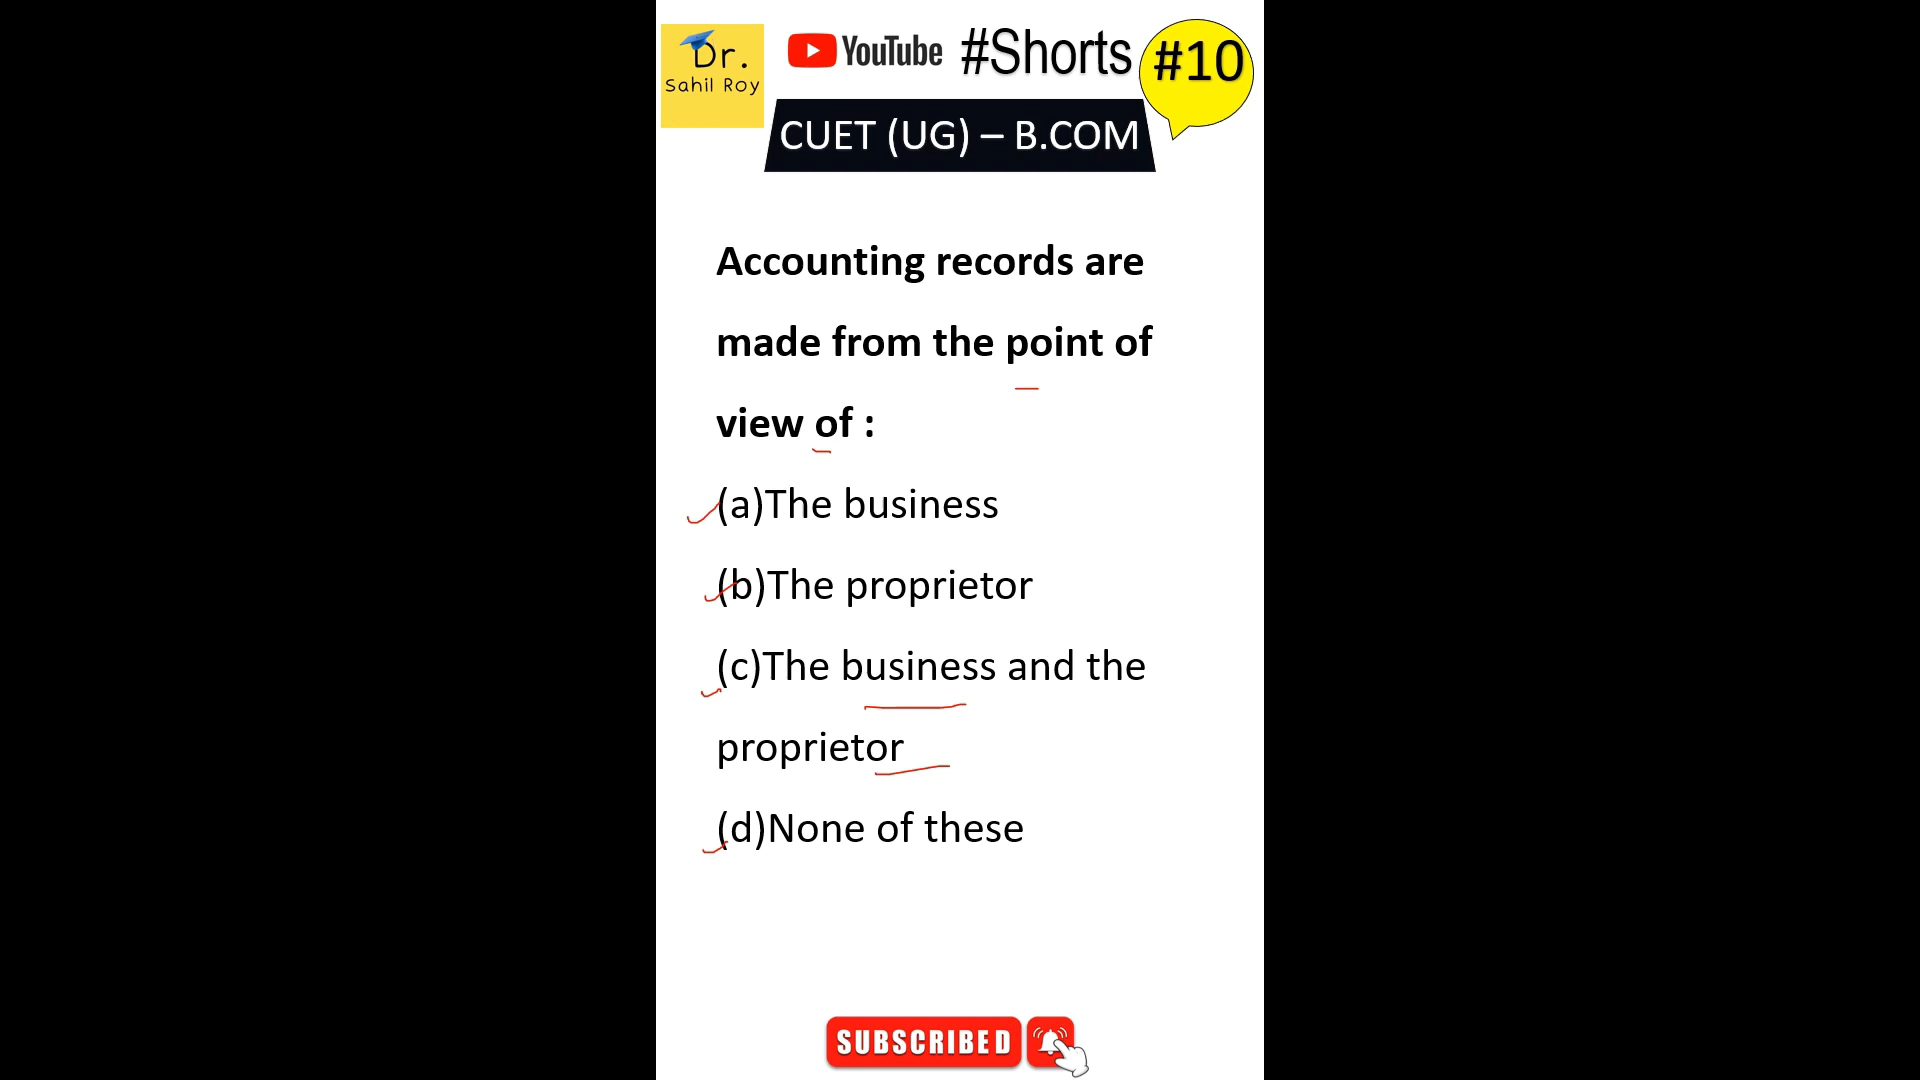 Dr.
Sahil Roy
YouTube #Shorts #10
CUET (UG) – B.COM
Accounting records are
made from the point of
view of :
(a)The business
(b)The proprietor
(c)The business and the
proprietor
(d)None of these
SUBSCRIBED